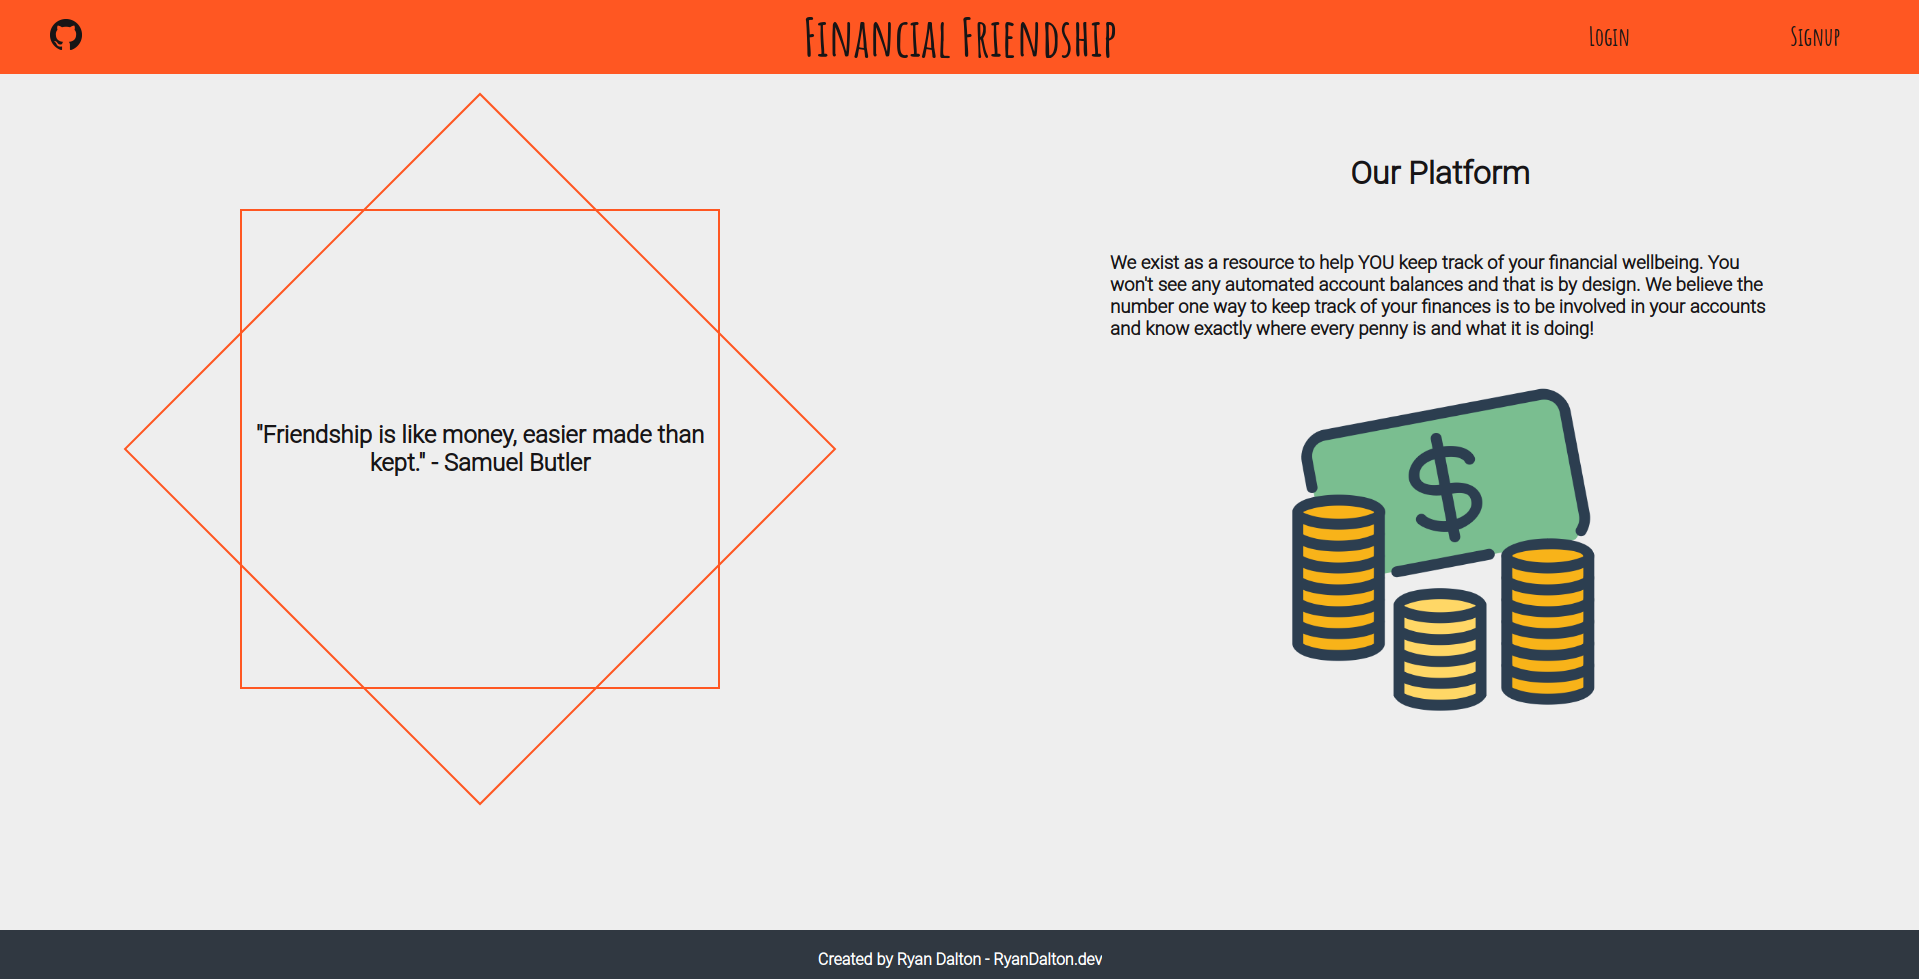 Financial Friendship
Login
Signup
"Friendship is like money, easier made than
kept." - Samuel Butler
Our Platform
We exist as a resource to help YOU keep track of your financial wellbeing. You
won't see any automated account balances and that is by design. We believe the
number one way to keep track of your finances is to be involved in your accounts
and know exactly where every penny is and what it is doing!
$
Created by Ryan Dalton - RyanDalton.dev